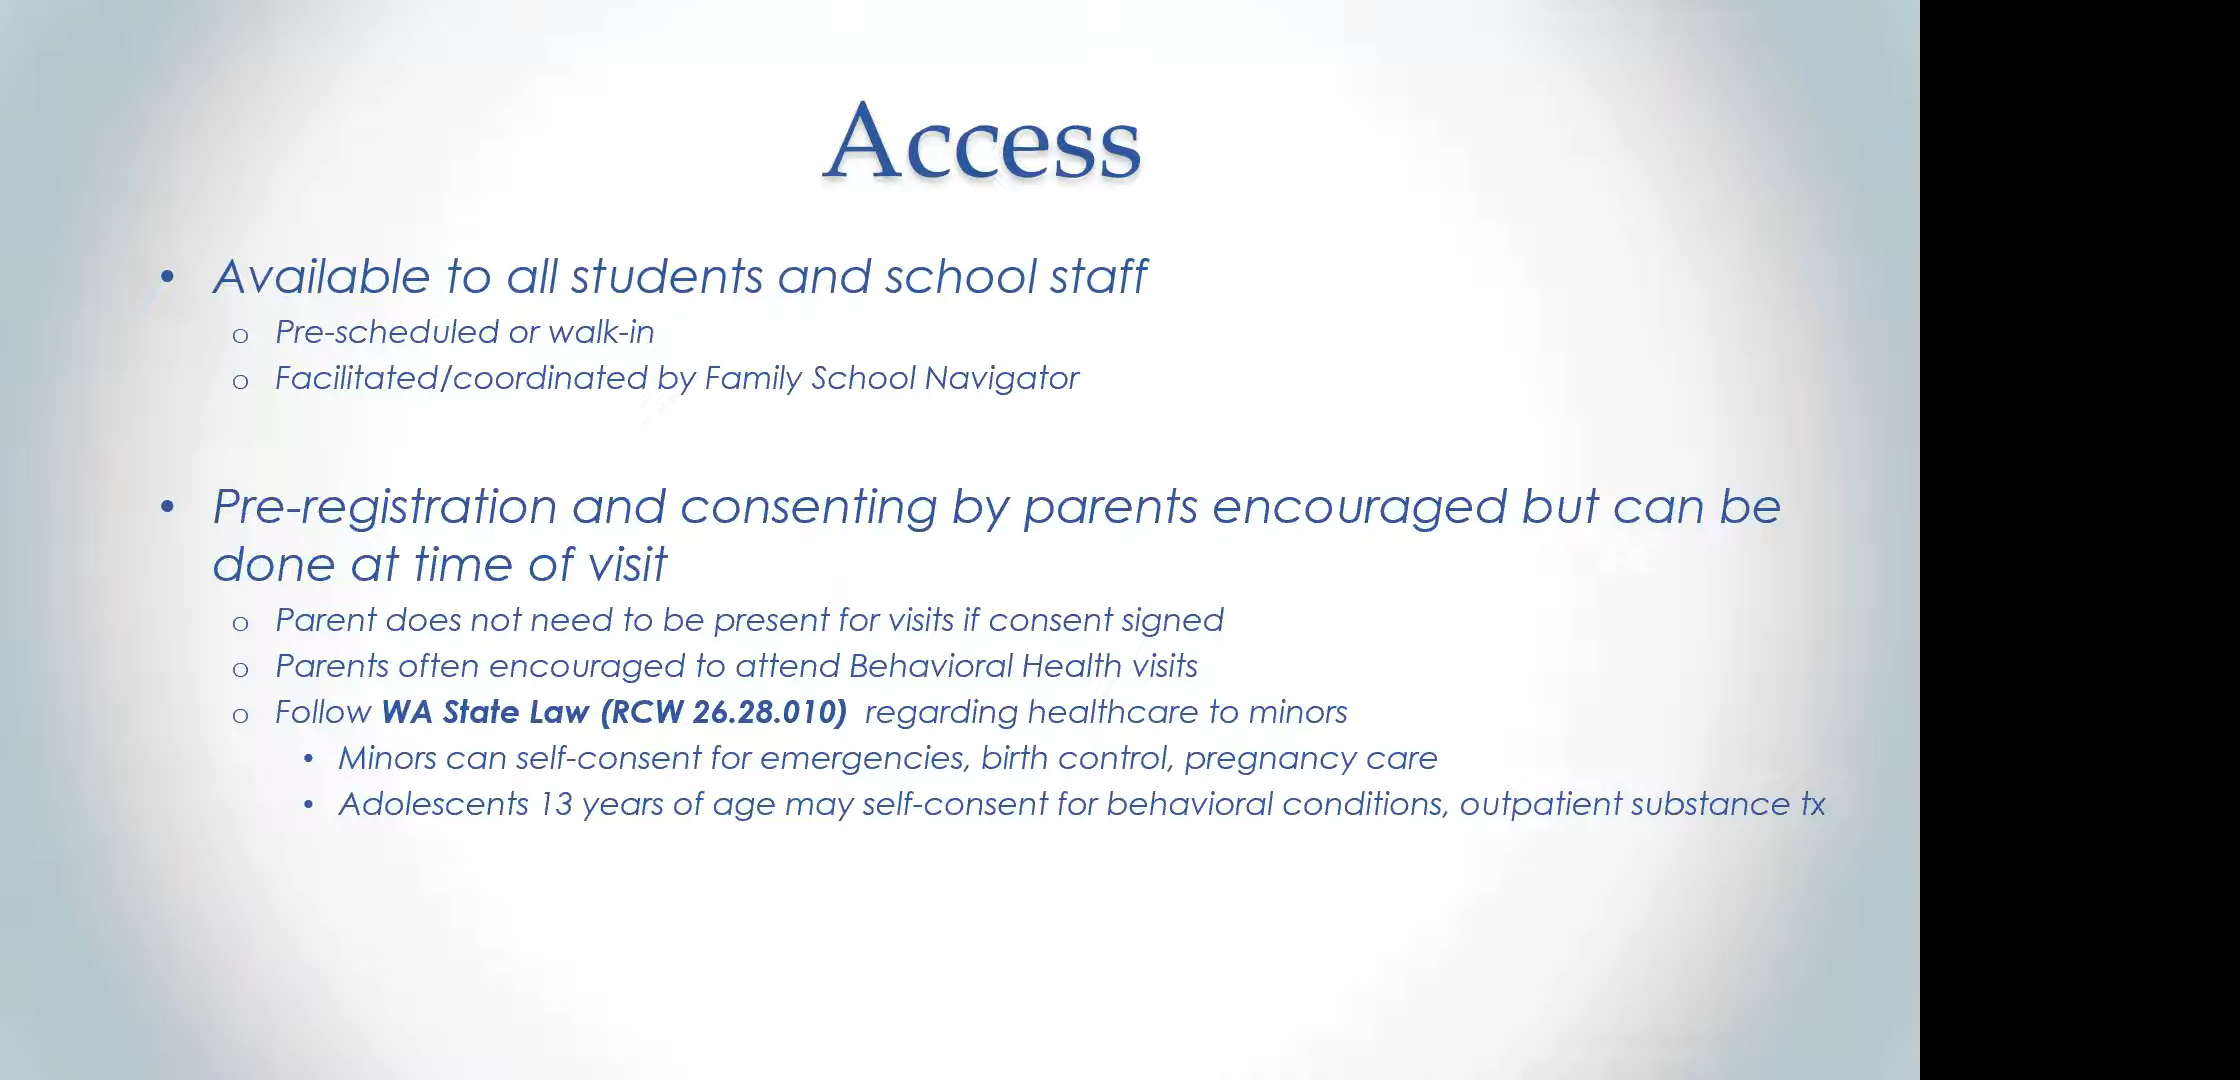 Access
• Available to all students and school staff
o Pre-scheduled or walk-in
o Facilitated/coordinated by Family School Navigator
• Pre-registration and consenting by parents encouraged but can be
done at time of visit
o Parent does not need to be present for visits if consent signed
o Parents often encouraged to attend Behavioral Health visits
o Follow WA State Law (RCW 26.28.010) regarding healthcare to minors
• Minors can self-consent for emergencies, birth control, pregnancy care
• Adolescents 13 years of age may self-consent for behavioral conditions, outpatient substance tx